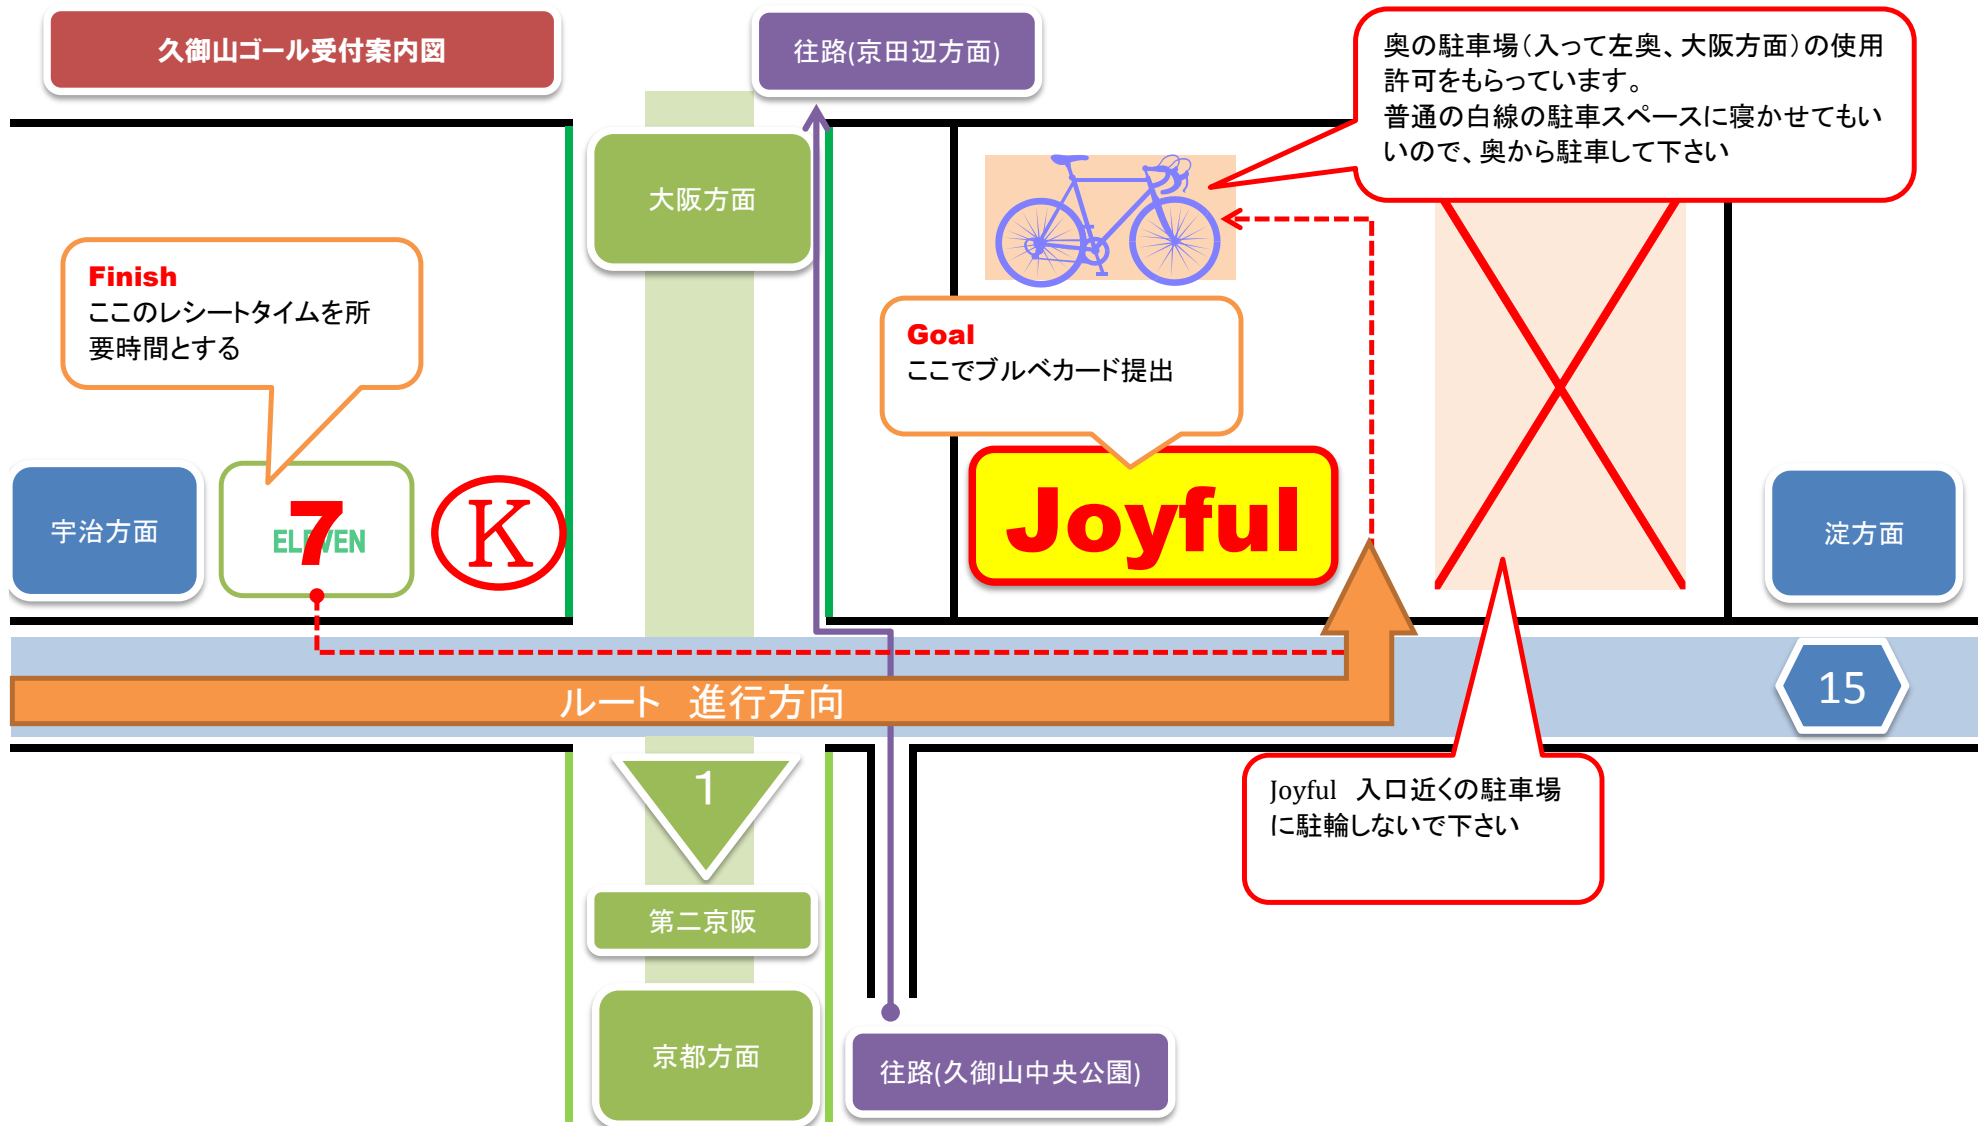 久御山ゴール受付案内図
往路(京田辺方面)
奥の駐車場(入って左奥、大阪方面)の使用
許可をもらっています。
普通の白線の駐車スペースに寝かせてもい
いので、奥から駐車して下さい
大阪方面
Finish
ここのレシートタイムを所
要時間とする
Goal
ここでブルベカード提出
宇治方面
7
ELEVEN
K
Joyful
淀方面
ルート 進行方向
15
1
Joyful 入口近くの駐車場
に駐輪しないで下さい
第二京阪
京都方面
往路(久御山中央公園)